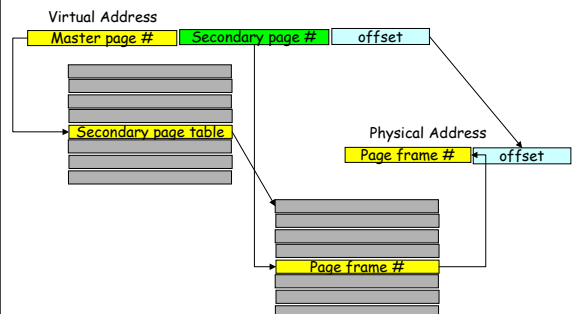 Virtual Address
Master page # Secondary page # offset
Secondary page table
Physical Address
Page frame # offset
Page frame #